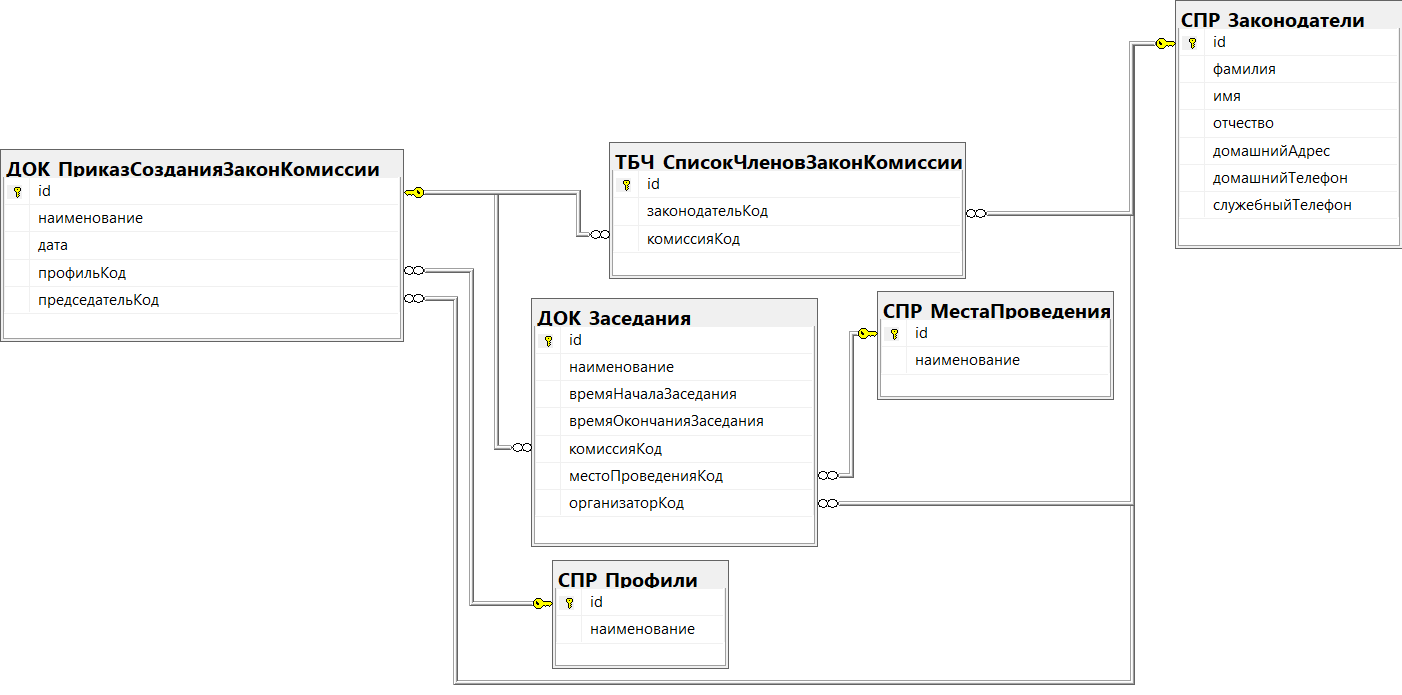 СПР_Законодатели
id
фамилия
имя
отчество
домашнийАдрес
домашнийТелефон
служебныйТелефон
ДОК_ПриказСозданияЗаконКомиссии
id
наименование
дата
профильКод
председательКод
ТБЧ_СписокЧленовЗаконКомиссии
id
законодательКод
комиссияКод
ДОК_Заседания
id
наименование
времяНачалаЗаседания
времяОкончанияЗаседания
комиссияКод
местоПроведенияКод
организаторКод
СПР_МестаПроведения
id
наименование
СПР_Профили
id
наименование